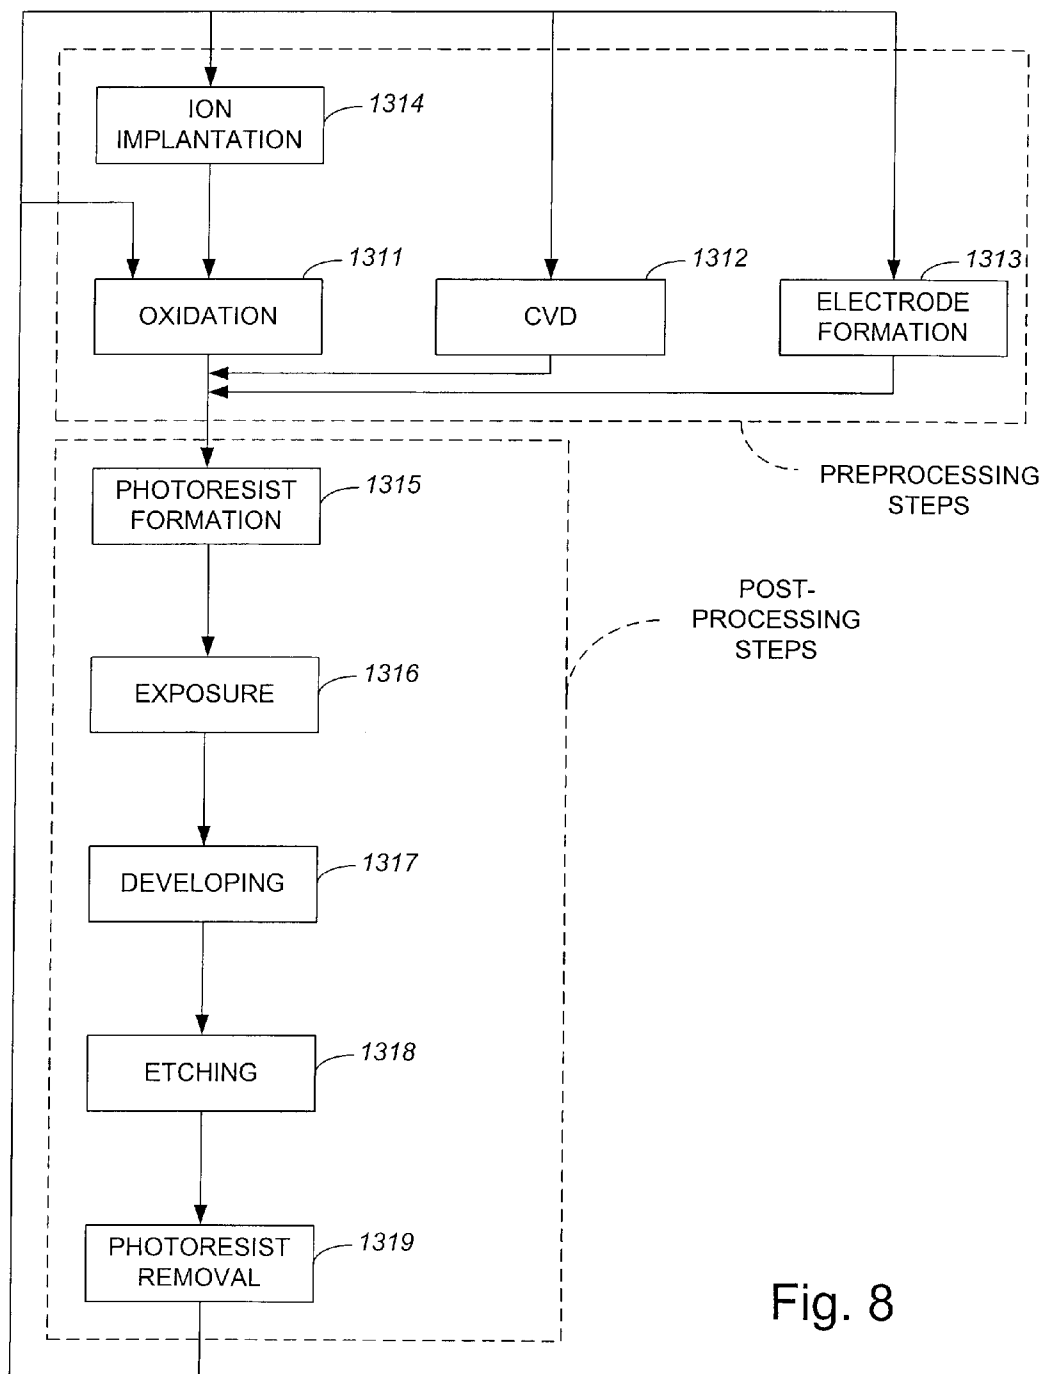 ION
IMPLANTATION
1314
1311
1312
1313
OXIDATION
CVD
ELECTRODE
FORMATION
PREPROCESSING
STEPS
PHOTORESIST
FORMATION
1315
POST-
PROCESSING
STEPS
EXPOSURE
1316
DEVELOPING
1317
ETCHING
1318
PHOTORESIST
REMOVAL
1319
Fig. 8